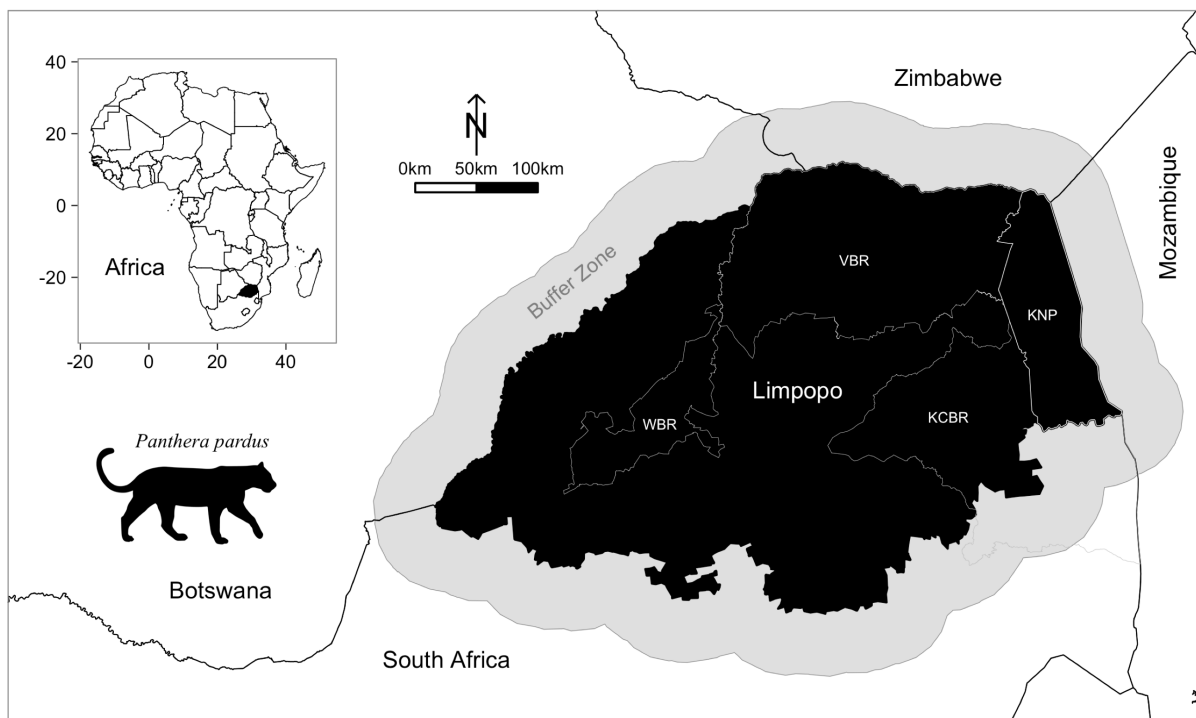 40
20
0
-20
-20
0
20
40
Africa
N
0km 50km 100km
Zimbabwe
Mozambique
Buffer Zone
VBR
KNP
Limpopo
WBR
KCBR
Panthera pardus
Botswana
South Africa